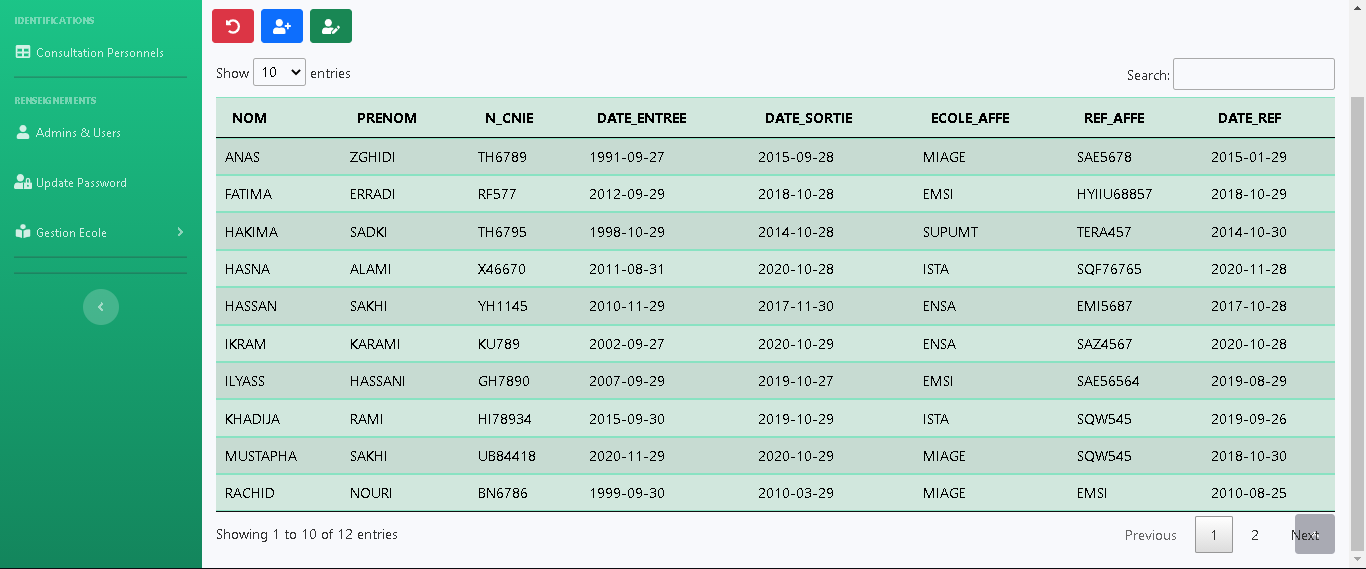 IDENTIFICATIONS
Consultation Personnels
RENSEIGNEMENTS
Admins & Users
Update Password
Gestion Ecole
Show 10 entries
Search:
NOM PRENOM N_CNIE DATE_ENTREE DATE_SORTIE ECOLE_AFFE REF_AFFE DATE_REF
ANAS ZGHIDI TH6789 1991-09-27 2015-09-28 MIAGE SAE5678 2015-01-29
FATIMA ERRADI RF577 2012-09-29 2018-10-28 EMSI HYIIU68857 2018-10-29
HAKIMA SADKI TH6795 1998-10-29 2014-10-28 SUPUMT TERA457 2014-10-30
HASNA ALAMI X46670 2011-08-31 2020-10-28 ISTA SQF76765 2020-11-28
HASSAN SAKHI YH1145 2010-11-29 2017-11-30 ENSA EMI5687 2017-10-28
IKRAM KARAMI KU789 2002-09-27 2020-10-29 ENSA SAZ4567 2020-10-28
ILYASS HASSANI GH7890 2007-09-29 2019-10-27 EMSI SAE56564 2019-08-29
KHADIJA RAMI HI78934 2015-09-30 2019-10-29 ISTA SQW545 2019-09-26
MUSTAPHA SAKHI UB84418 2020-11-29 2020-10-29 MIAGE SQW545 2018-10-30
RACHID NOURI BN6786 1999-09-30 2010-03-29 MIAGE EMSI 2010-08-25
Showing 1 to 10 of 12 entries
Previous 1 2 Next